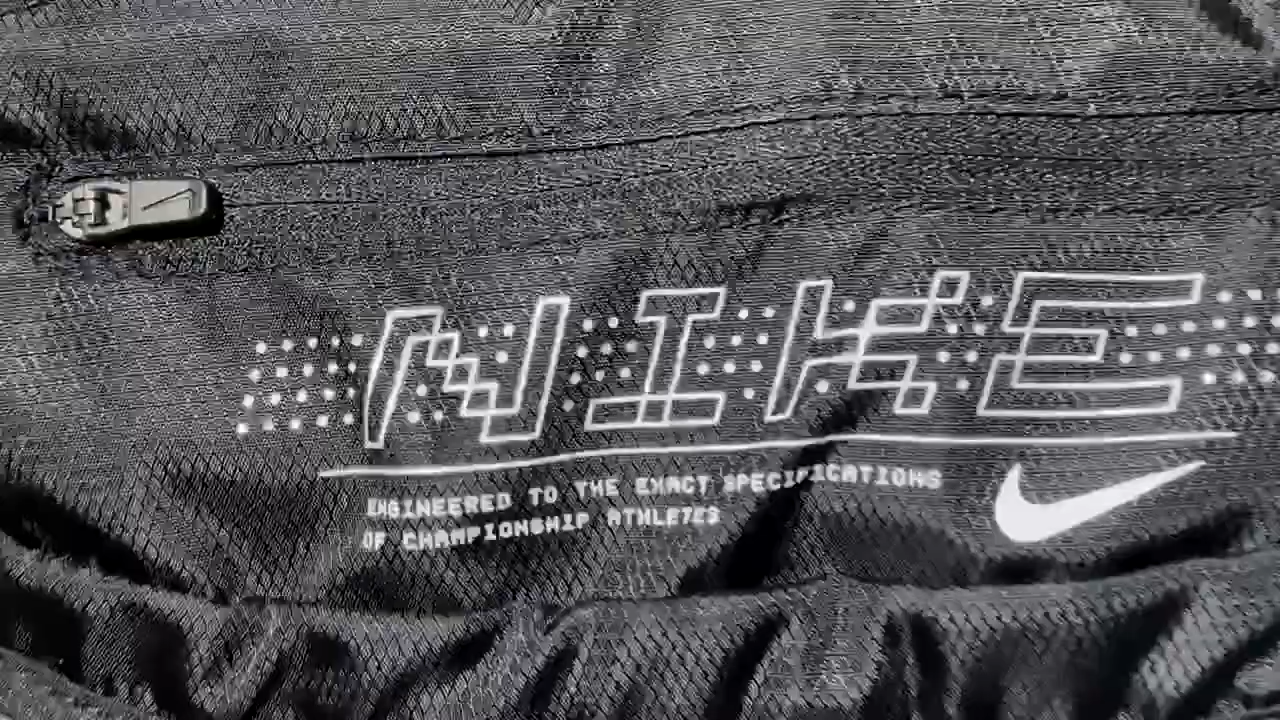 NIKE
ENGINEERED TO THE EXACT SPECIFICATIONS
OF CHAMPIONSHIP ATHLETES